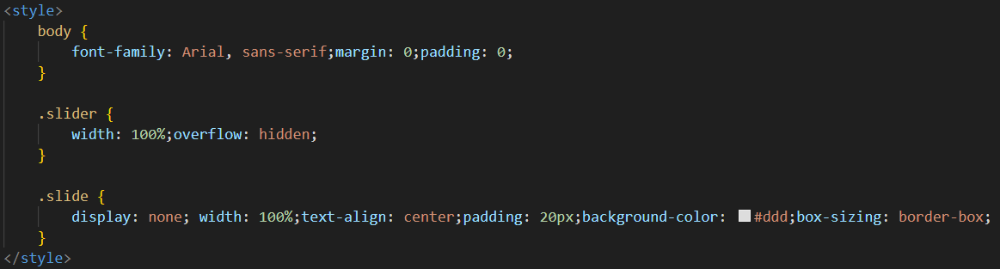 <style>
body {
font-family: Arial, sans-serif;margin: 0;padding: 0;
}
.slider {
width: 100%;overflow: hidden;
}
.slide {
display: none; width: 100%;text-align: center;padding: 20px;background-color: #ddd;box-sizing: border-box;
}
</style>